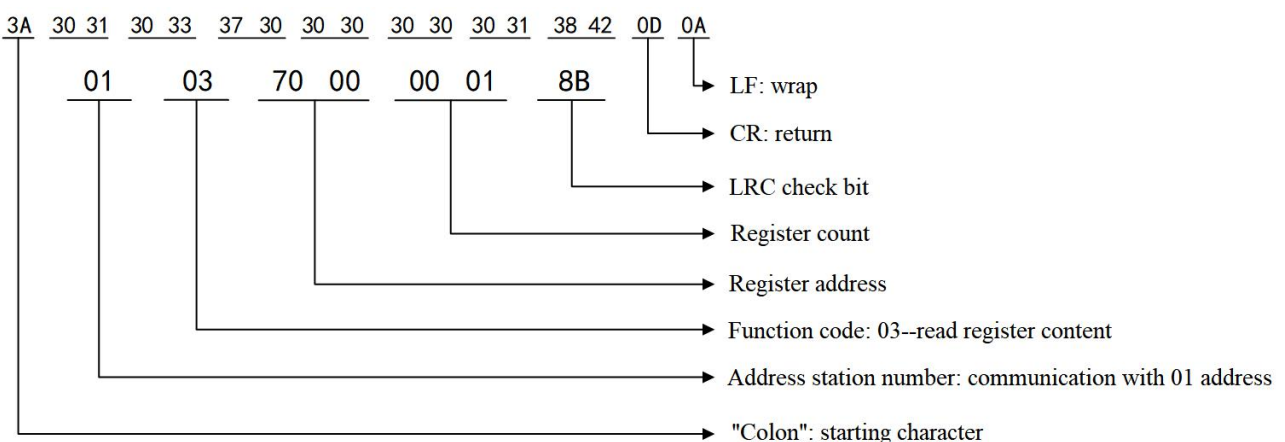 3A 30 31 30 33 37 30 30 30 30 30 30 31 38 42 0D 0A
01 03 70 00 00 01 8B
LF: wrap
CR: return
LRC check bit
Register count
Register address
Function code: 03--read register content
Address station number: communication with 01 address
"Colon": starting character